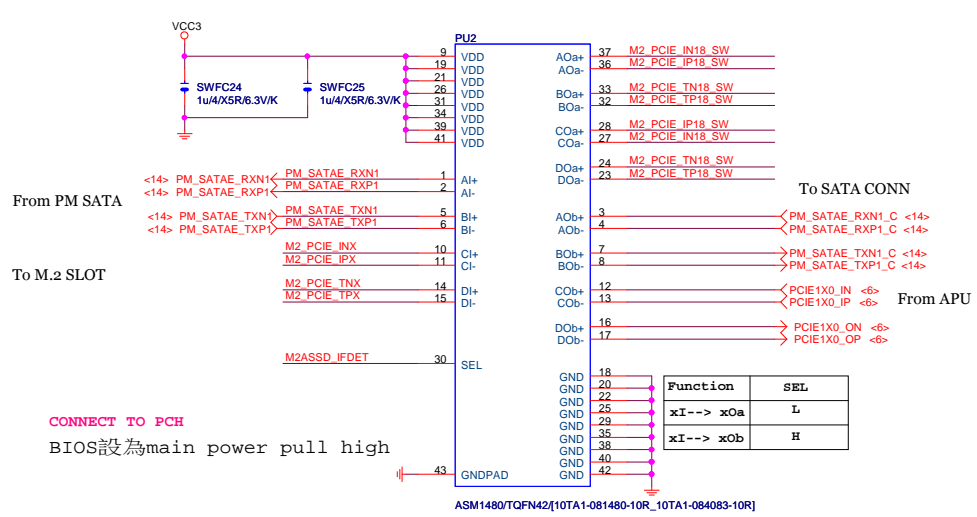 VCC3
SWFC24
1u/4/X5R/6.3V/K
SWFC25
1u/4/X5R/6.3V/K
PU2
9 VDD
19 VDD
21 VDD
26 VDD
31 VDD
34 VDD
39 VDD
41 VDD
From PM SATA
<14> PM_SATAE_RXN1 PM_SATAE_RXN1 1 AI+
<14> PM_SATAE_RXP1 PM_SATAE_RXP1 2 AI-
<14> PM_SATAE_TXN1 PM_SATAE_TXN1 5 BI+
<14> PM_SATAE_TXP1 PM_SATAE_TXP1 6 BI-
To M.2 SLOT
M2_PCIE_INX 10 CI+
M2_PCIE_IPX 11 CI-
M2_PCIE_TNX 14 DI+
M2_PCIE_TPX 15 DI-
M2ASSD_IFDET 30 SEL
CONNECT TO PCH
BIOS設為main power pull high
43 GNDPAD
AOa+ 37 M2_PCIE_IN18_SW
AOa- 36 M2_PCIE_IP18_SW
BOa+ 33 M2_PCIE_TN18_SW
BOa- 32 M2_PCIE_TP18_SW
COa+ 28 M2_PCIE_IP18_SW
COa- 27 M2_PCIE_IN18_SW
DOa+ 24 M2_PCIE_TN18_SW
DOa- 23 M2_PCIE_TP18_SW
To SATA CONN
AOb+ 3 PM_SATAE_RXN1_C <14>
AOb- 4 PM_SATAE_RXP1_C <14>
BOb+ 7 PM_SATAE_TXN1_C <14>
BOb- 8 PM_SATAE_TXP1_C <14>
COb+ 12 PCIE1X0_IN <6>
COb- 13 PCIE1X0_IP <6>
From APU
DOb+ 16 PCIE1X0_ON <6>
DOb- 17 PCIE1X0_OP <6>
GND 18
GND 20
GND 22
GND 25
GND 29
GND 35
GND 38
GND 40
GND 42
Function SEL
xI--> xOa L
xI--> xOb H
ASM1480/TQFN42/[10TA1-081480-10R_10TA1-084083-10R]